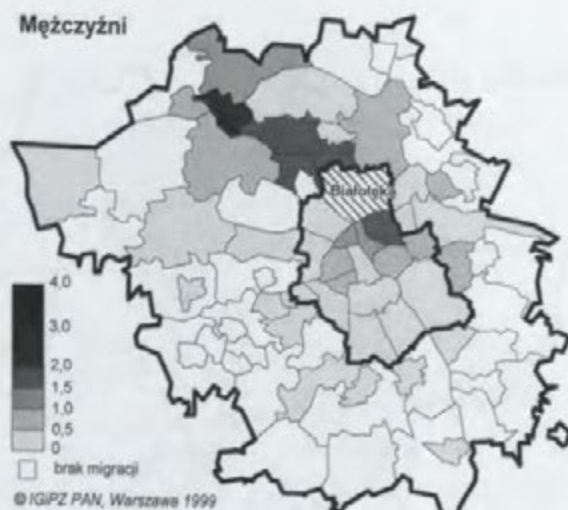 Mężczyźni
Białołęka
4,0
3,0
2,0
1,5
1,0
0,5
0
brak migracji
© IGiPZ PAN, Warszawa 1999